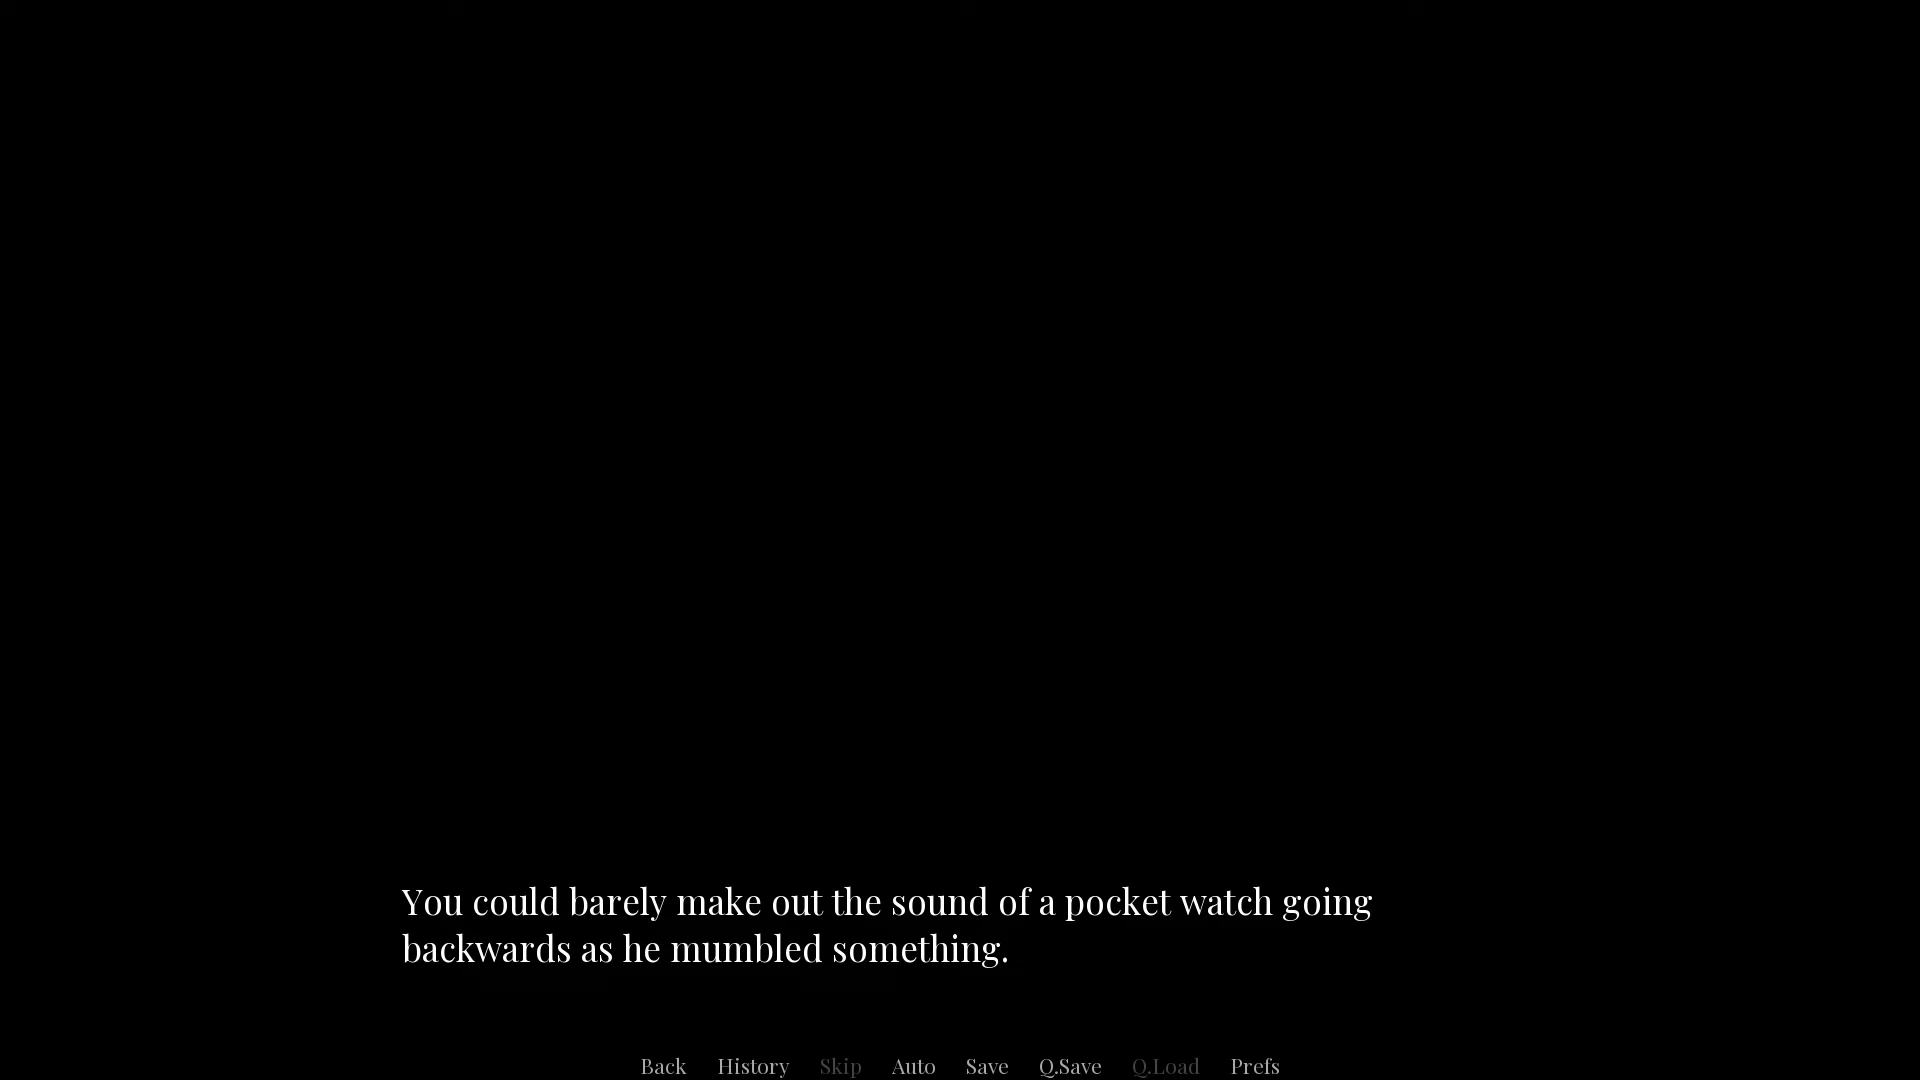 You could barely make out the sound of a pocket watch going
backwards as he mumbled something.
Back History Skip Auto Save Q.Save Q.Load Prefs